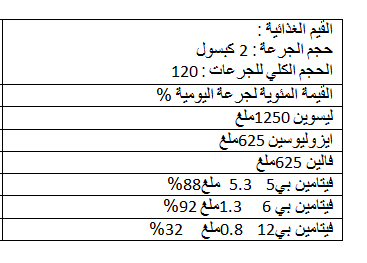 القيم الغذائية :
حجم الجرعة : 2 كبسول
الحجم الكلي للجرعات : 120
القيمة المئوية لجرعة اليومية %
ليسوين 1250ملغ
ايزوليوسين 625ملغ
فالين 625ملغ
فيتامين بي5 5.3 ملغ88%
فيتامين بي 6 1.3ملغ 92%
فيتامين بي12 0.8ملغ 32%